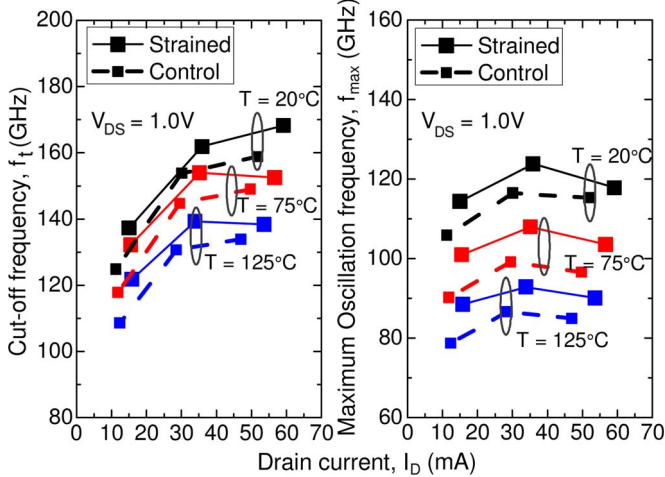 Cut-off frequency, f_t (GHz)
200
180
160
140
120
100
80
Strained
Control
V_DS = 1.0V
T = 20°C
T = 75°C
T = 125°C
0 10 20 30 40 50 60 70
Maximum Oscillation frequency, f_max (GHz)
160
140
120
100
80
60
Strained
Control
V_DS = 1.0V
T = 20°C
T = 75°C
T = 125°C
0 10 20 30 40 50 60 70
Drain current, I_D (mA)